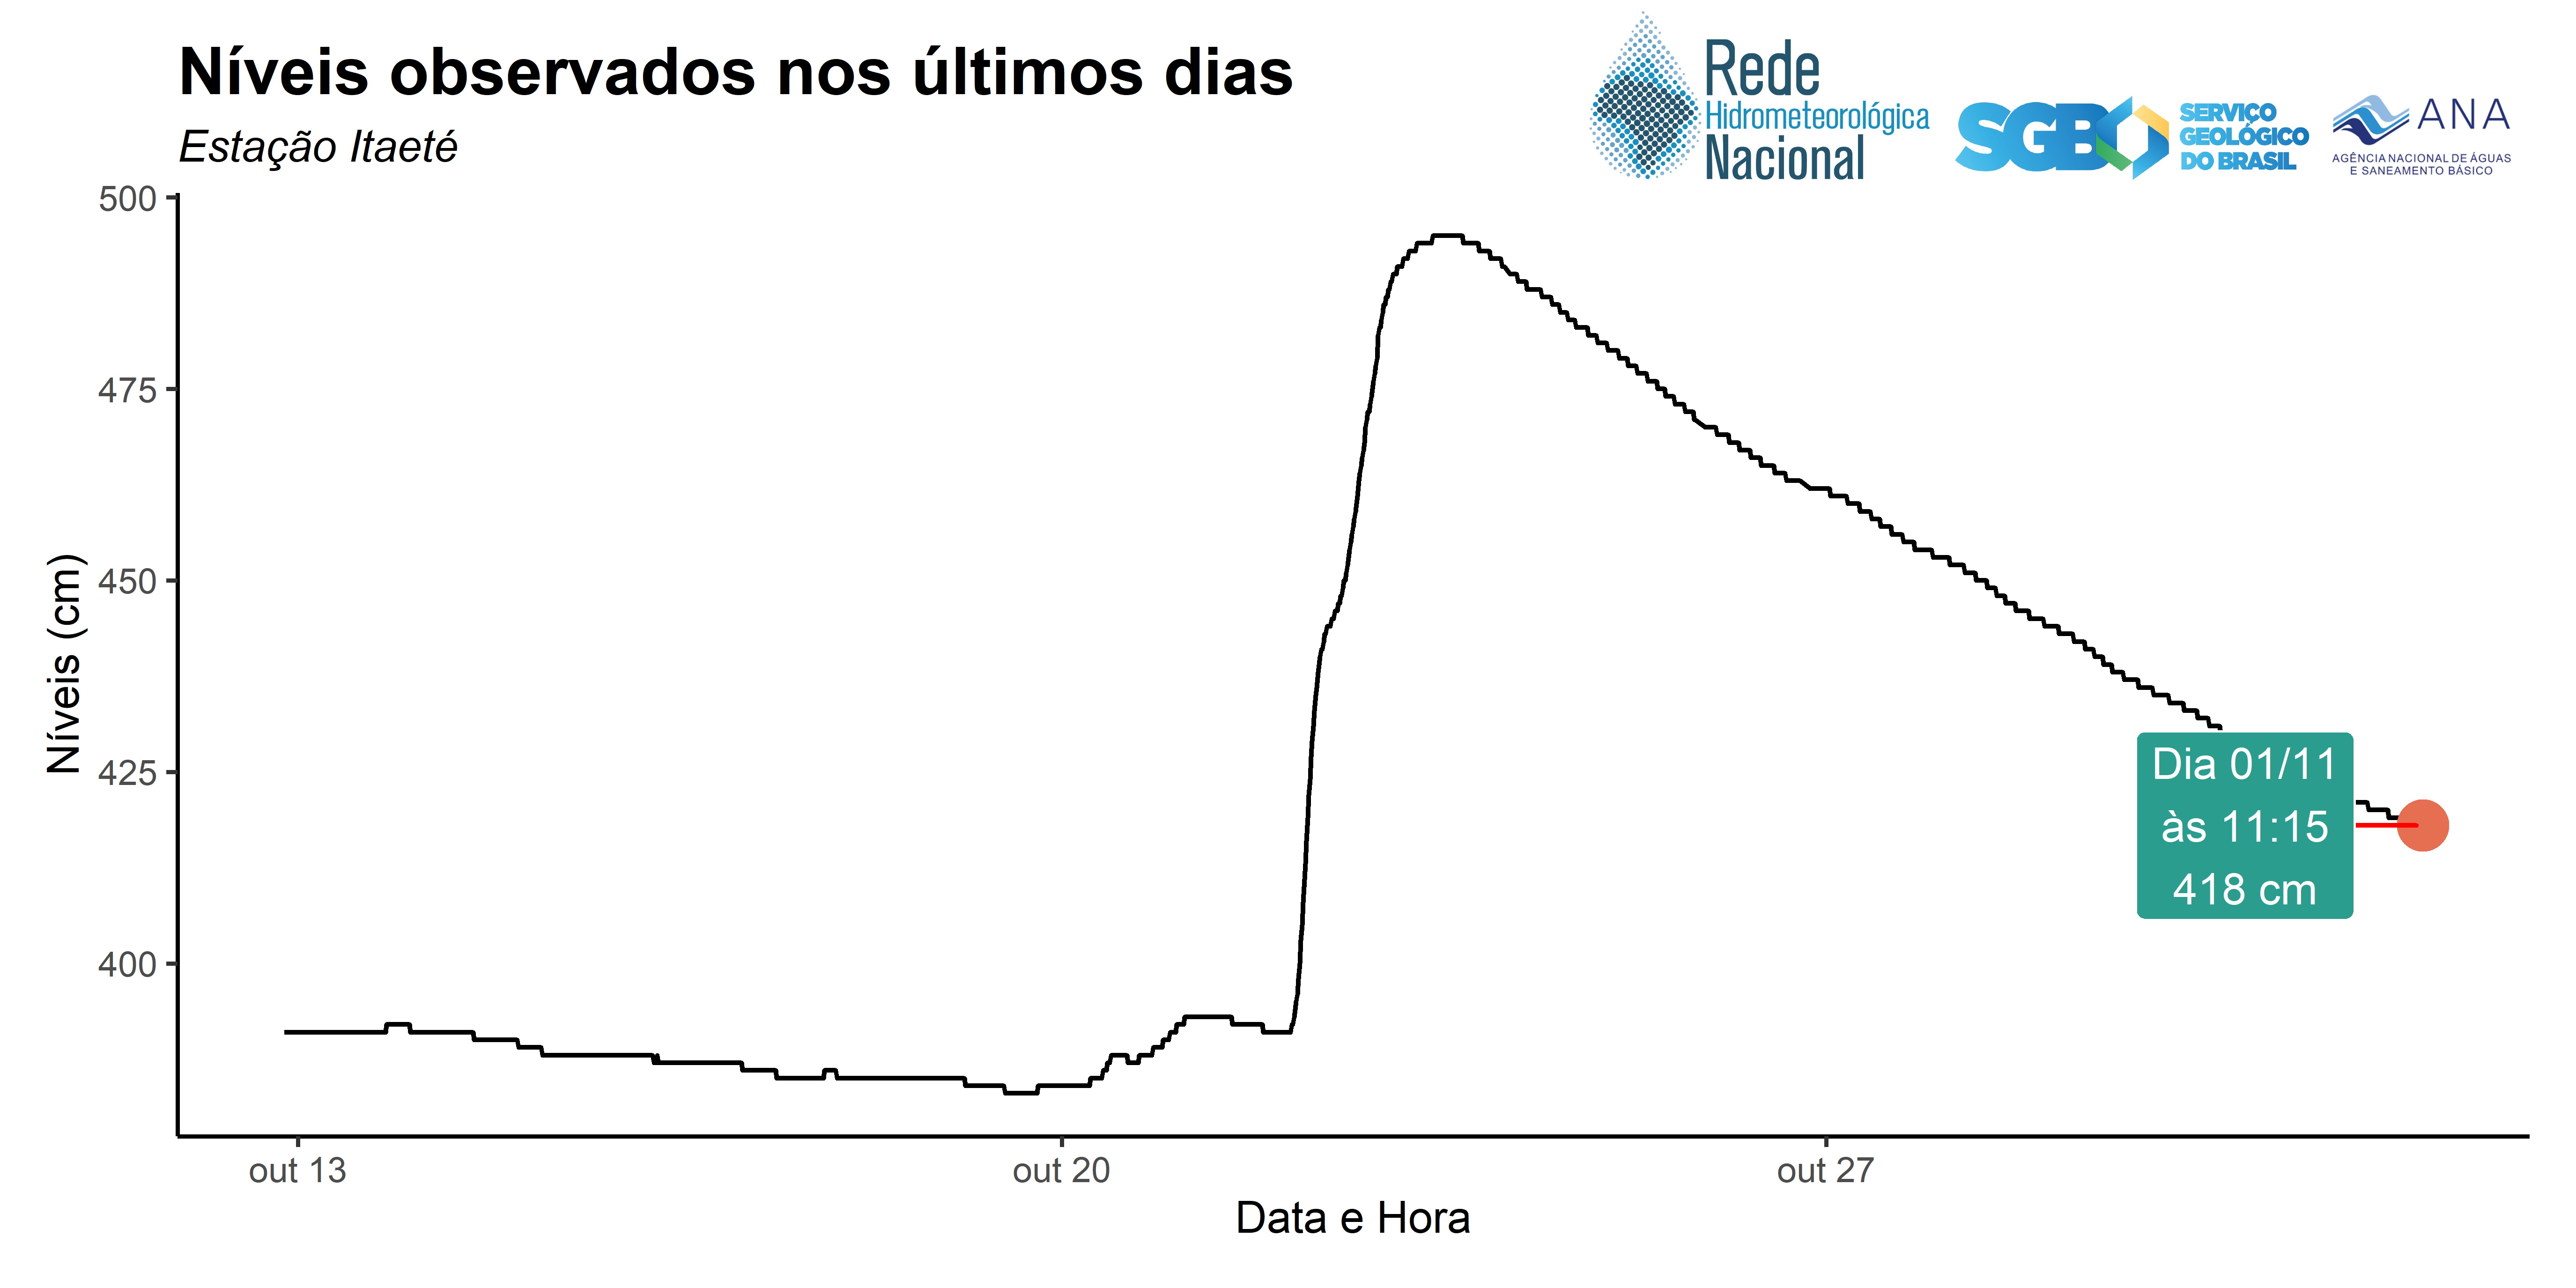 Níveis observados nos últimos dias
Estação Itaeté
Rede
Hidrometeorológica
Nacional
SGB
SERVIÇO
GEOLÓGICO
DO BRASIL
ANA
AGÊNCIA NACIONAL DE ÁGUAS
E SANEAMENTO BÁSICO
500
475
450
425
400
Níveis (cm)
Dia 01/11
às 11:15
418 cm
out 13
out 20
out 27
Data e Hora